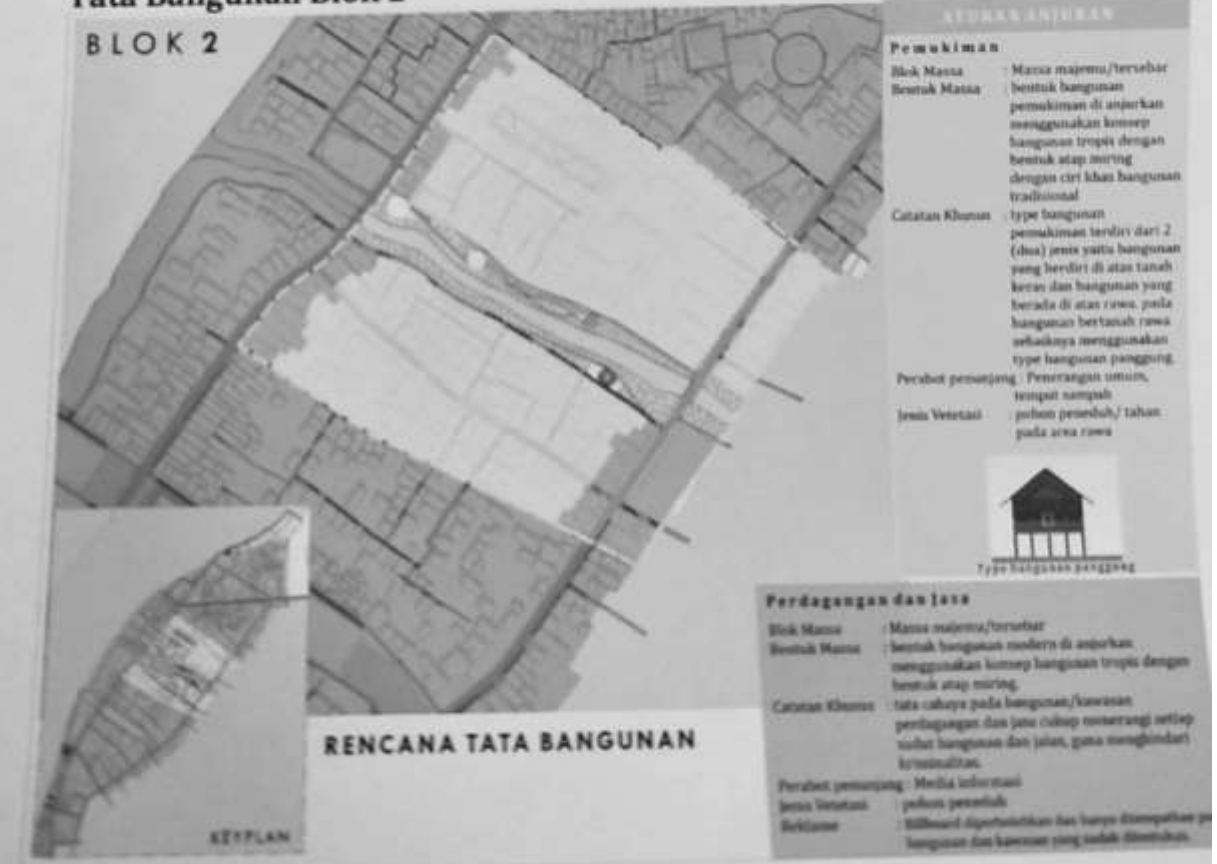 Tata Bangunan Blok 2
BLOK 2
ATURAN ANJURAN
Pemukiman
Blok Massa : Massa majemu/tersebar
Bentuk Massa : bentuk bangunan
pemukiman di anjurkan
menggunakan konsep
bangunan tropis dengan
bentuk atap miring
dengan ciri khas bangunan
tradisional
Catatan Khusus : type bangunan
pemukiman terdiri dari 2
(dua) jenis yaitu bangunan
yang berdiri di atas tanah
keras dan bangunan yang
berada di atas rawa. pada
bangunan bertanah rawa
sebaiknya menggunakan
type bangunan panggung
Perabot penunjang : Penerangan umum,
tempat sampah
Jenis Vetetasi : pohon peneduh/ tahan
pada area rawa
Type bangunan panggung
Perdagangan dan Jasa
Blok Massa : Massa majemu/tersebar
Bentuk Massa : bentuk bangunan modern di anjurkan
menggunakan konsep bangunan tropis dengan
bentuk atap miring.
Catatan Khusus : tata cahaya pada bangunan/kawasan
perdagangan dan jasa cukup menerangi setiap
sudut bangunan dan jalan, guna menghindari
kriminalitas.
Perabot penunjang : Media informasi
Jenis Vetetasi : pohon peneduh
Reklame : Billboard diperbolehkan dan hanya ditempatkan
bangunan dan kawasan yang sudah ditentukan.
RENCANA TATA BANGUNAN
KEYPLAN